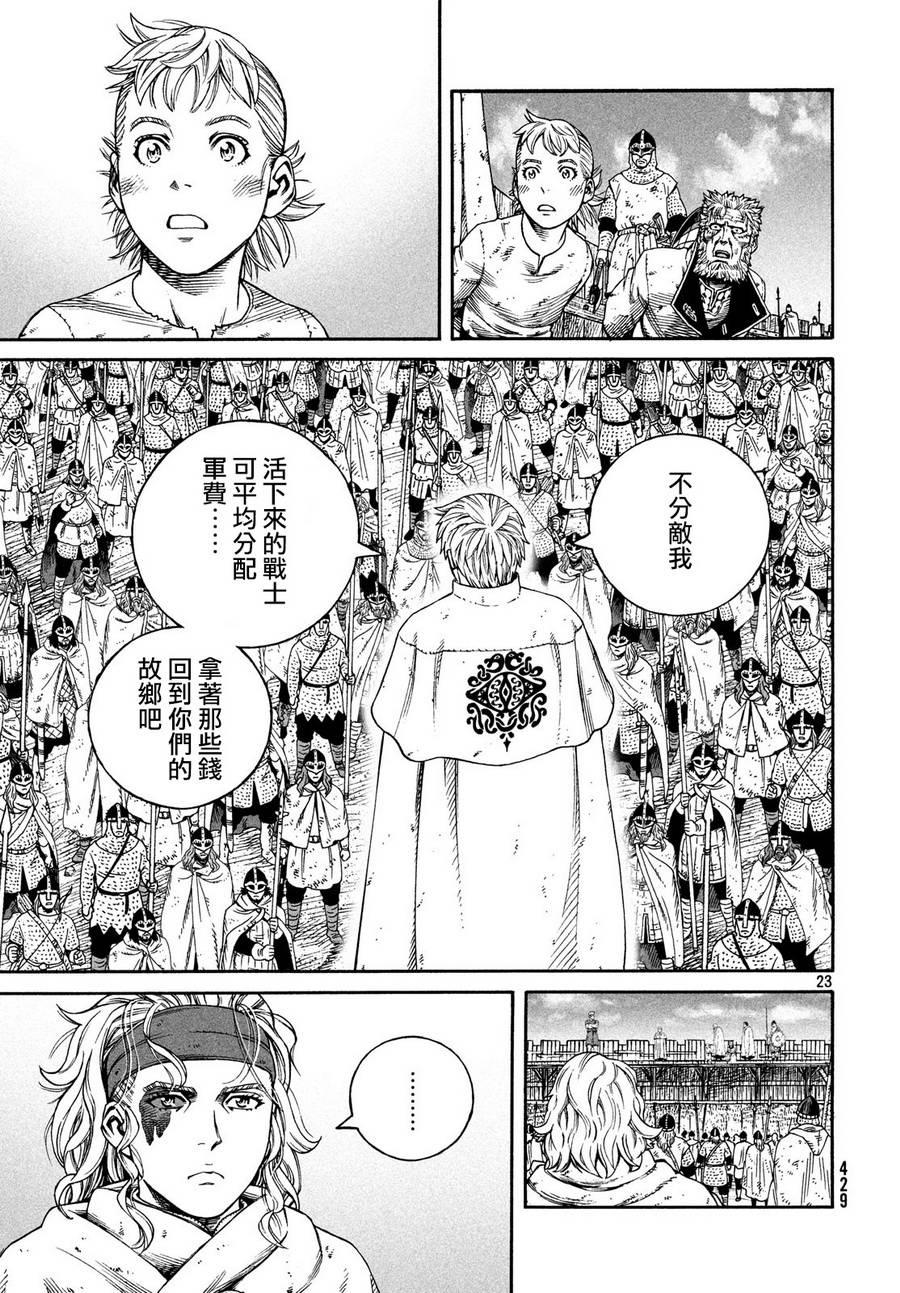 不分敵我
活下來的戰士
可平均分配
軍費……
拿著那些錢
回到你們的
故鄉吧
23
………
429